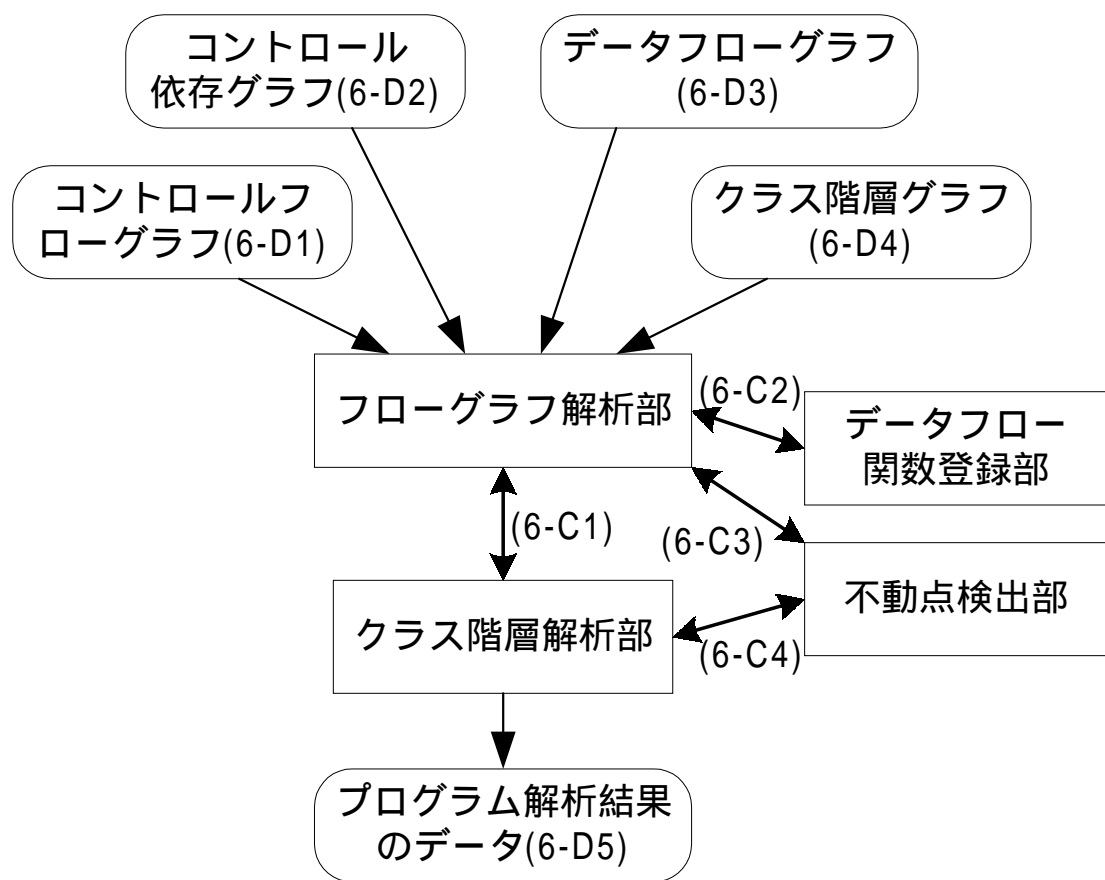 コントロール
依存グラフ(6-D2)
データフローグラフ
(6-D3)
コントロールフ
ローグラフ(6-D1)
クラス階層グラフ
(6-D4)
フローグラフ解析部
(6-C2)
データフロー
関数登録部
(6-C1)
(6-C3)
不動点検出部
クラス階層解析部
(6-C4)
プログラム解析結果
のデータ(6-D5)